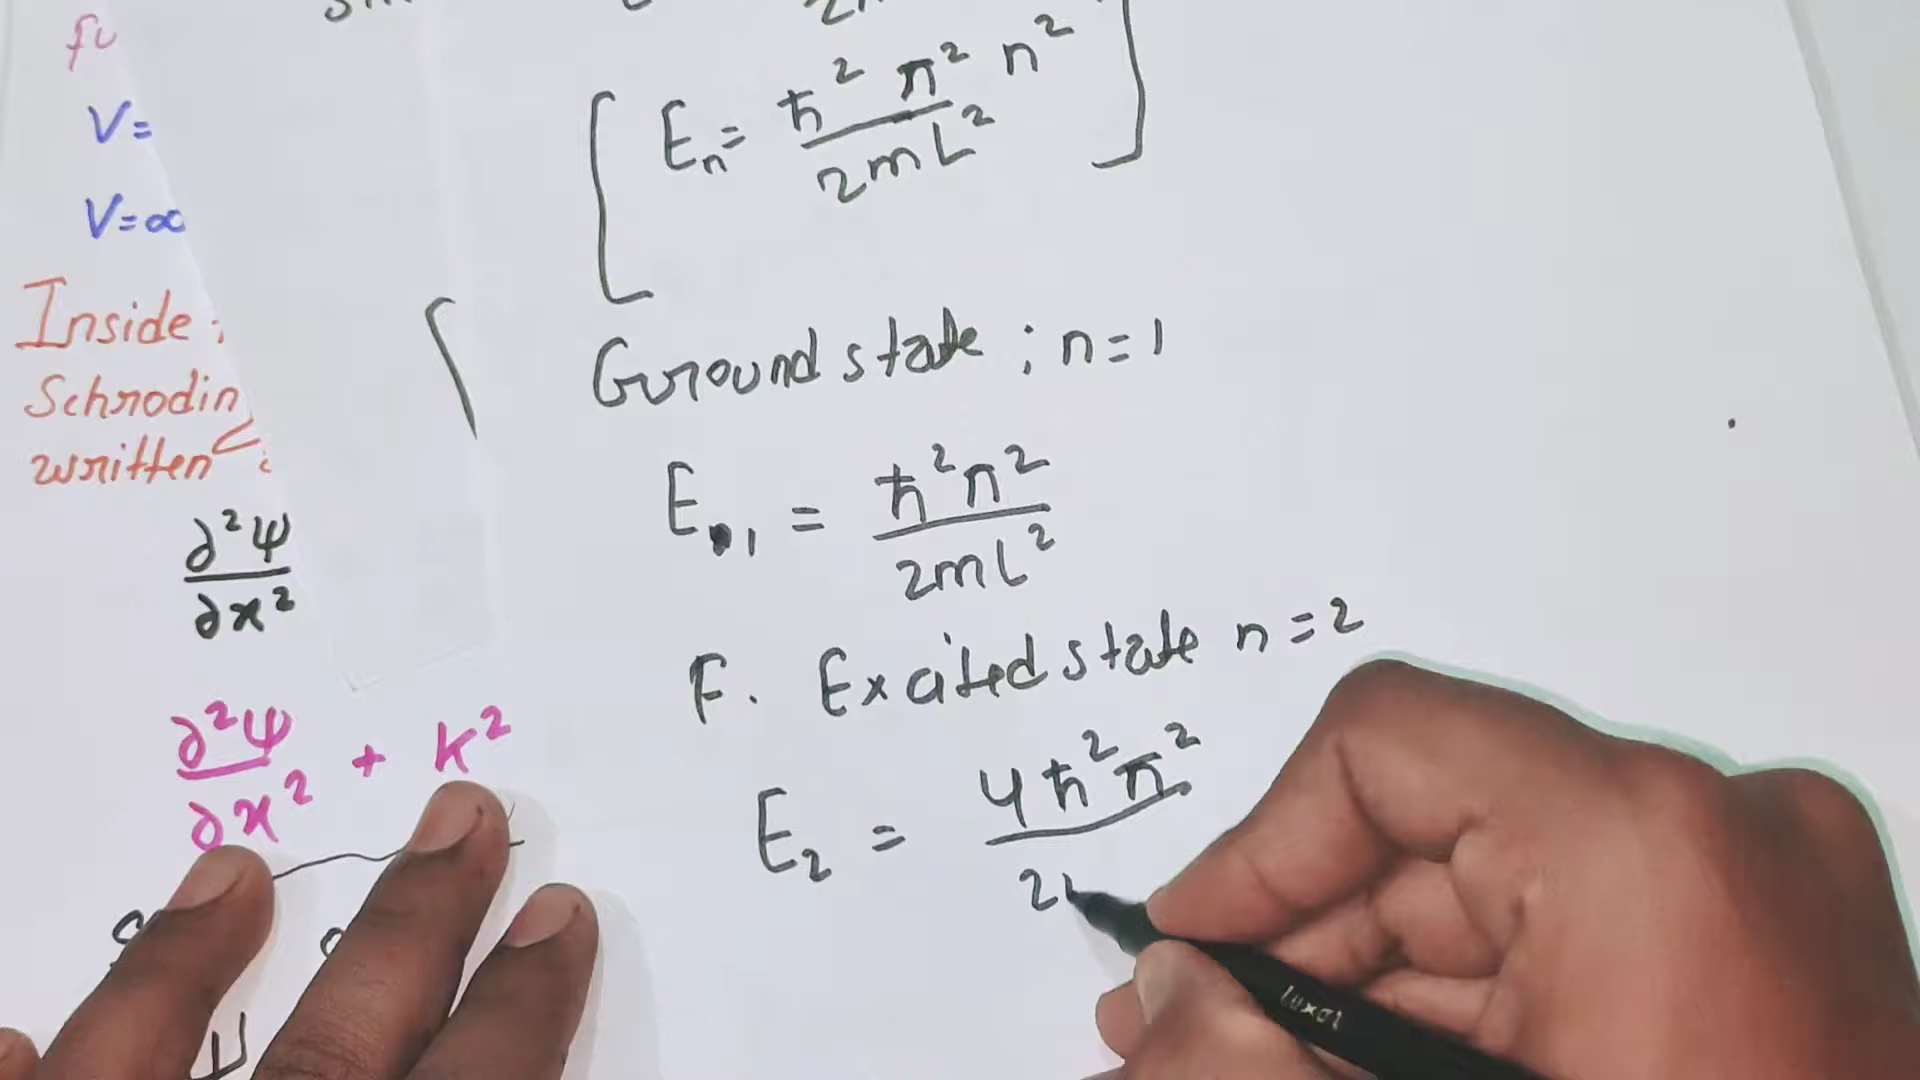 fu
V=
V=∞
Inside :
Schrodin
written :
∂²ψ
∂x²
∂²ψ + k²
∂x²
Eₙ = ħ² π² n²
2mL²
Ground state ; n=1
E₁ = ħ²π²
2mL²
F. Excited state n=2
E₂ = 4ħ²π²
2
luxor